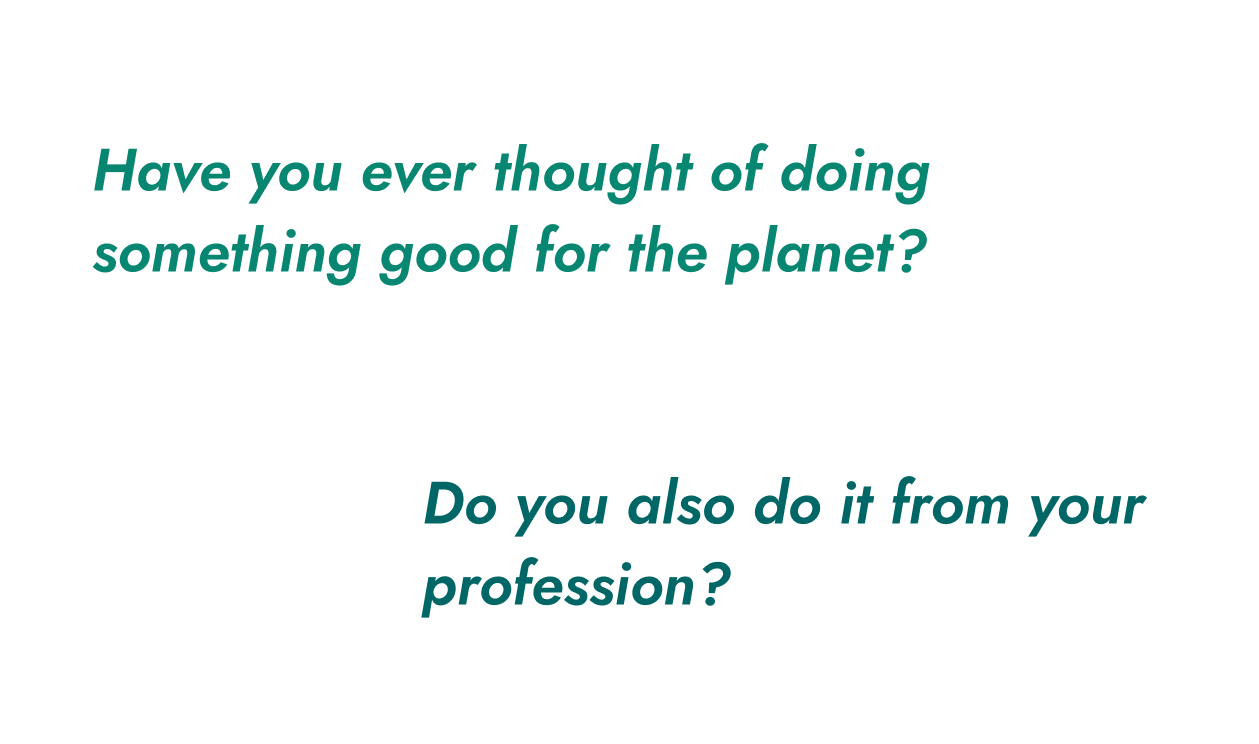 Have you ever thought of doing
something good for the planet?
Do you also do it from your
profession?